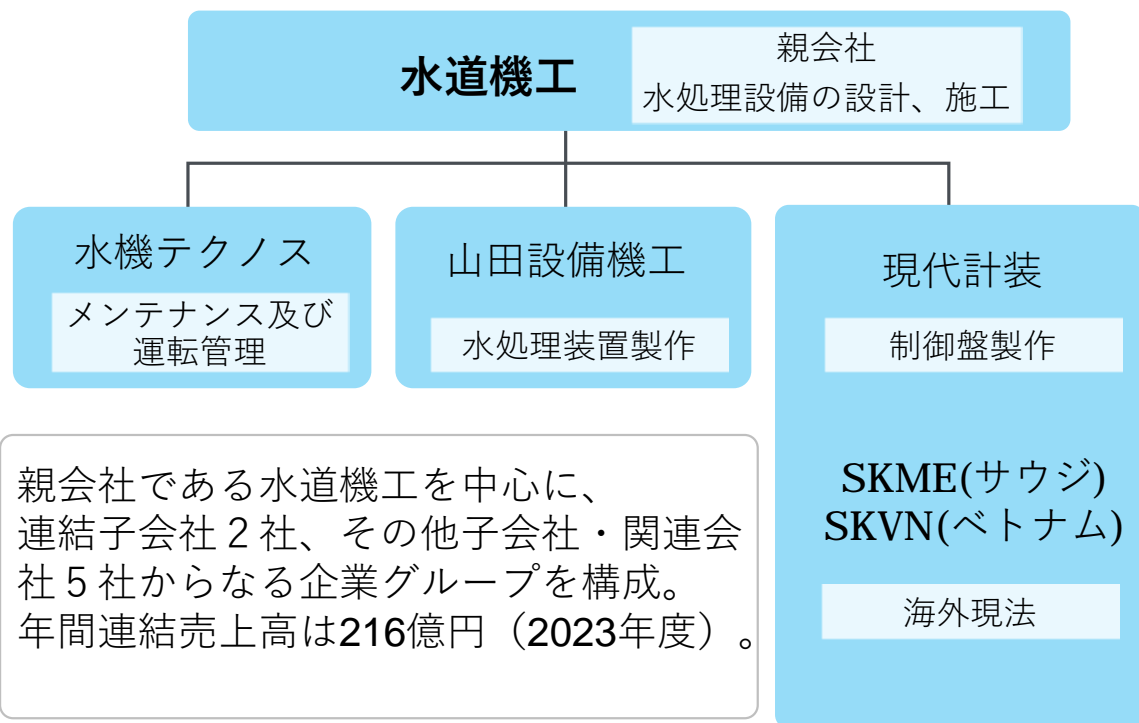 水道機工
親会社
水処理設備の設計、施工
水機テクノス
メンテナンス及び
運転管理
山田設備機工
水処理装置製作
現代計装
制御盤製作
SKME(サウジ)
SKVN(ベトナム)
海外現法
親会社である水道機工を中心に、
連結子会社２社、その他子会社・関連会
社５社からなる企業グループを構成。
年間連結売上高は216億円（2023年度）。